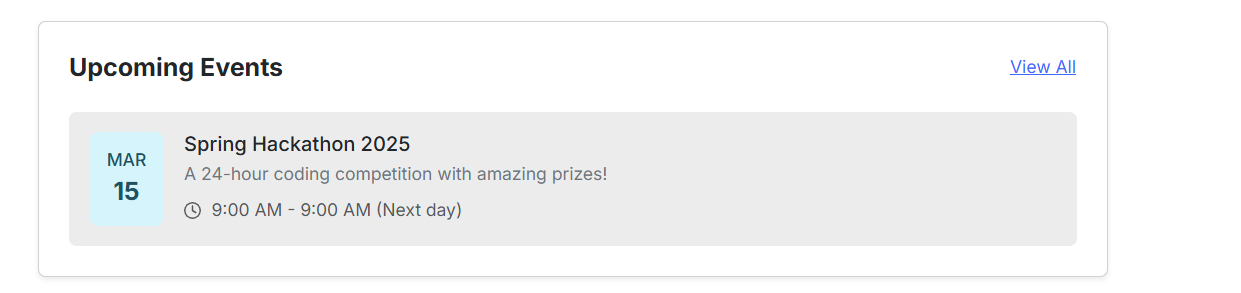 Upcoming Events
View All
MAR
15
Spring Hackathon 2025
A 24-hour coding competition with amazing prizes!
9:00 AM - 9:00 AM (Next day)